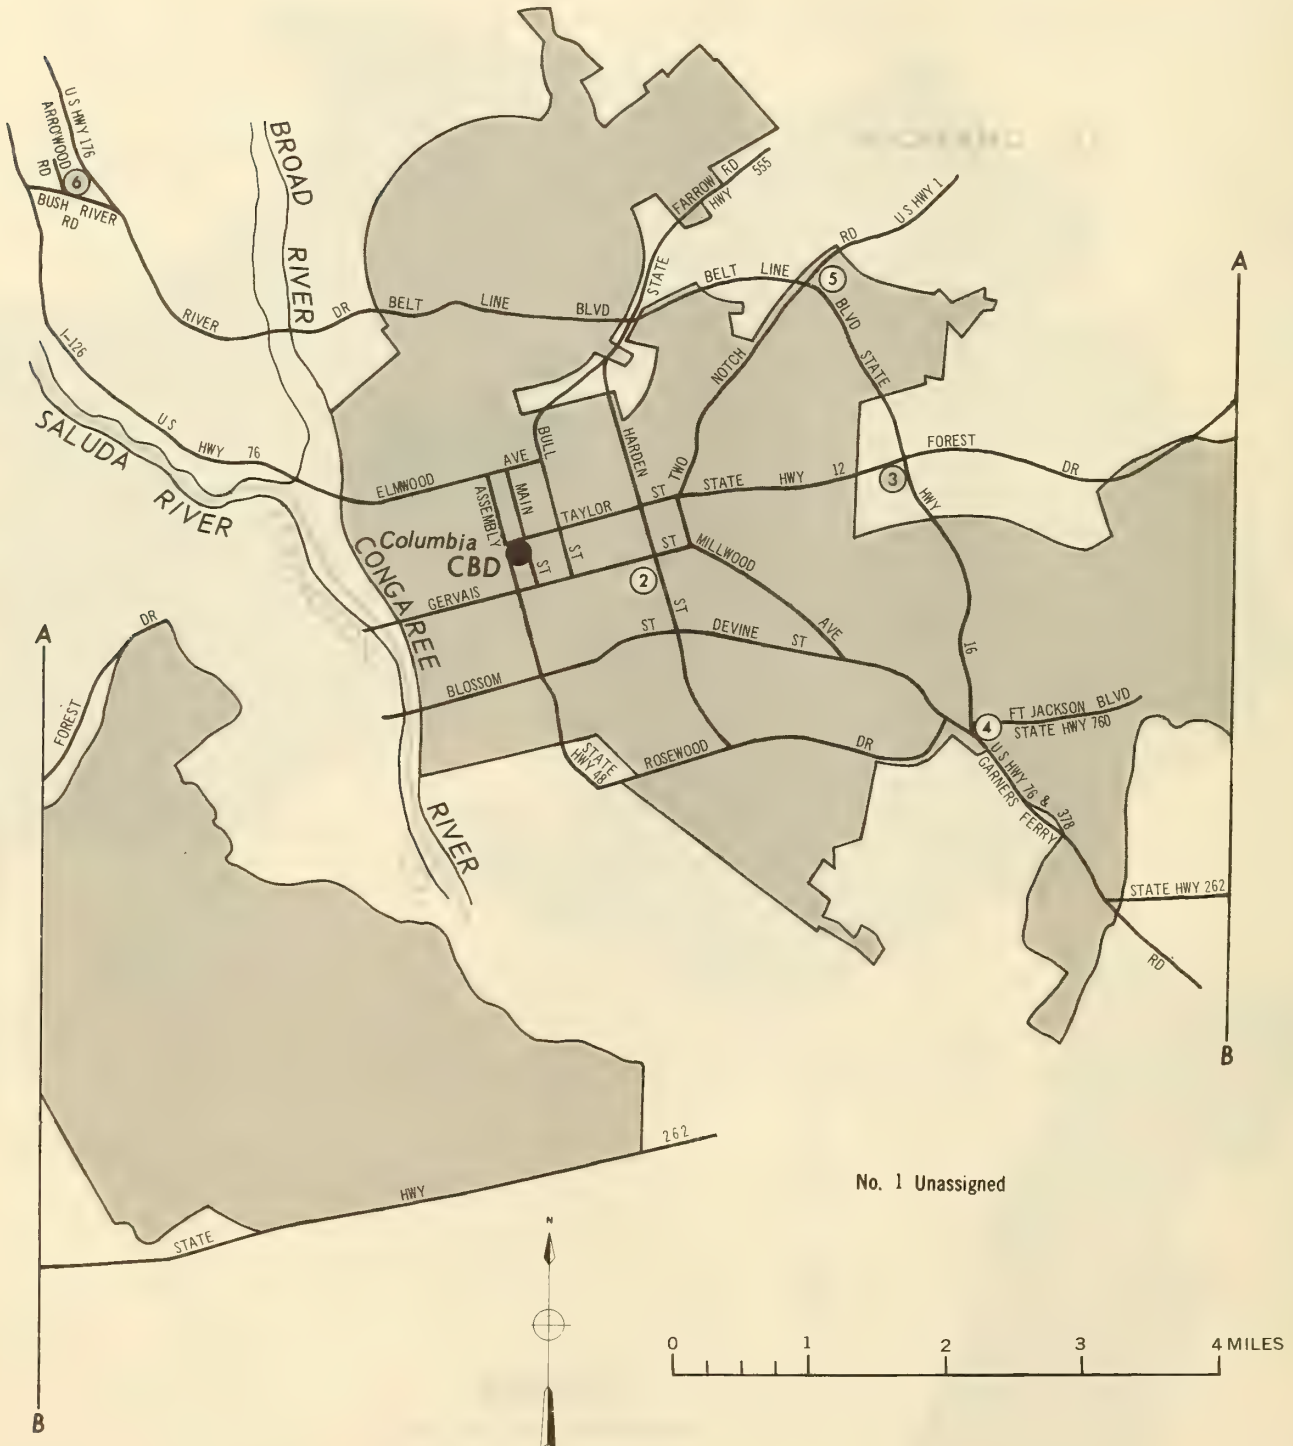 US HWY 176
ARROWOOD RD
6
BUSH RIVER RD
BROAD RIVER
FARROW RD
STATE HWY 555
US HWY 1
TWO NOTCH RD
5
A
RIVER DR
BELT LINE BLVD
BELT LINE BLVD
STATE HWY 16
I-126
US HWY 76
SALUDA RIVER
ELMWOOD AVE
BULL ST
HARDEN ST
ASSEMBLY
MAIN ST
TAYLOR ST
STATE HWY 12
FOREST DR
3
Columbia
CBD
CONGAREE RIVER
GERVAIS ST
2
MILLWOOD AVE
BLOSSOM ST
DEVINE ST
FT JACKSON BLVD
STATE HWY 760
4
ROSEWOOD DR
STATE HWY 48
US HWY 76 & 378
GARNERS FERRY RD
STATE HWY 262
B
A
FOREST DR
STATE HWY 262
B
No. 1 Unassigned
N
0 1 2 3 4 MILES